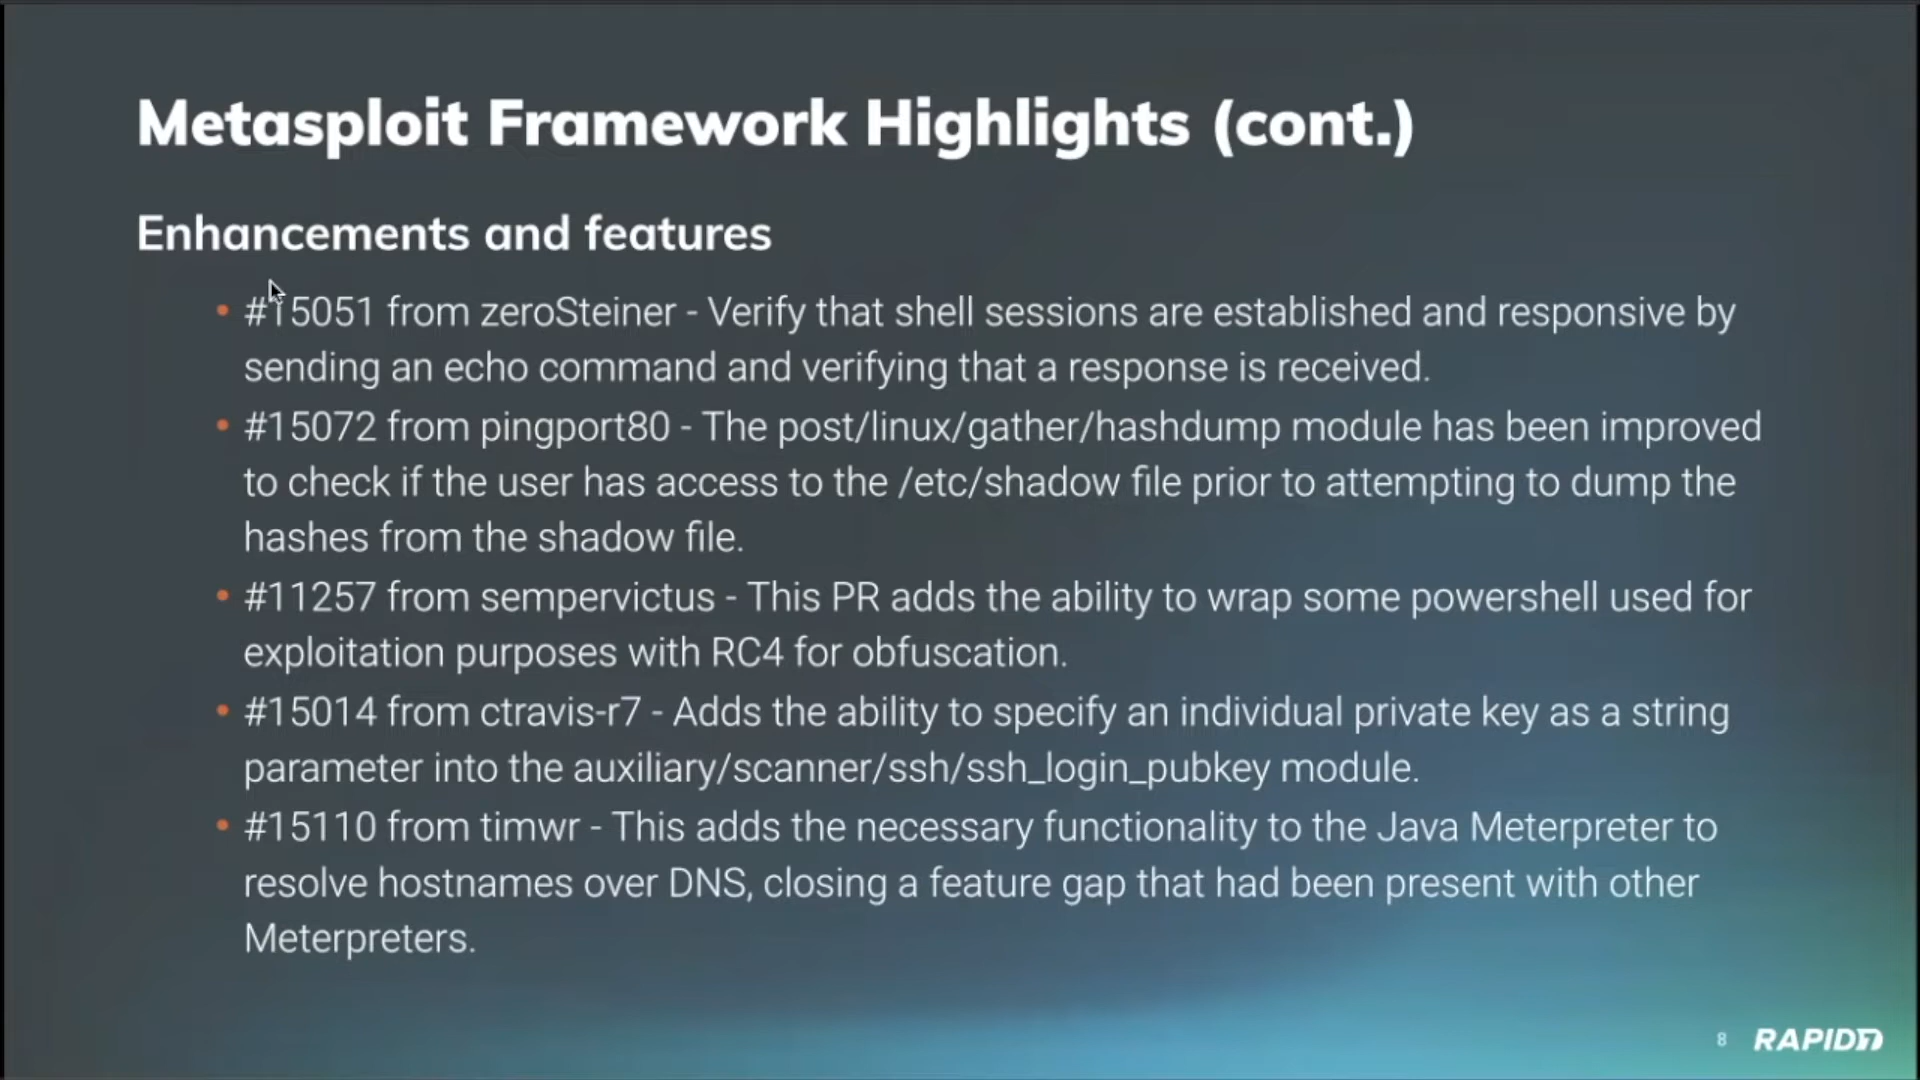 Metasploit Framework Highlights (cont.)
Enhancements and features
• #15051 from zeroSteiner - Verify that shell sessions are established and responsive by
sending an echo command and verifying that a response is received.
• #15072 from pingport80 - The post/linux/gather/hashdump module has been improved
to check if the user has access to the /etc/shadow file prior to attempting to dump the
hashes from the shadow file.
• #11257 from sempervictus - This PR adds the ability to wrap some powershell used for
exploitation purposes with RC4 for obfuscation.
• #15014 from ctravis-r7 - Adds the ability to specify an individual private key as a string
parameter into the auxiliary/scanner/ssh/ssh_login_pubkey module.
• #15110 from timwr - This adds the necessary functionality to the Java Meterpreter to
resolve hostnames over DNS, closing a feature gap that had been present with other
Meterpreters.
8 RAPID7